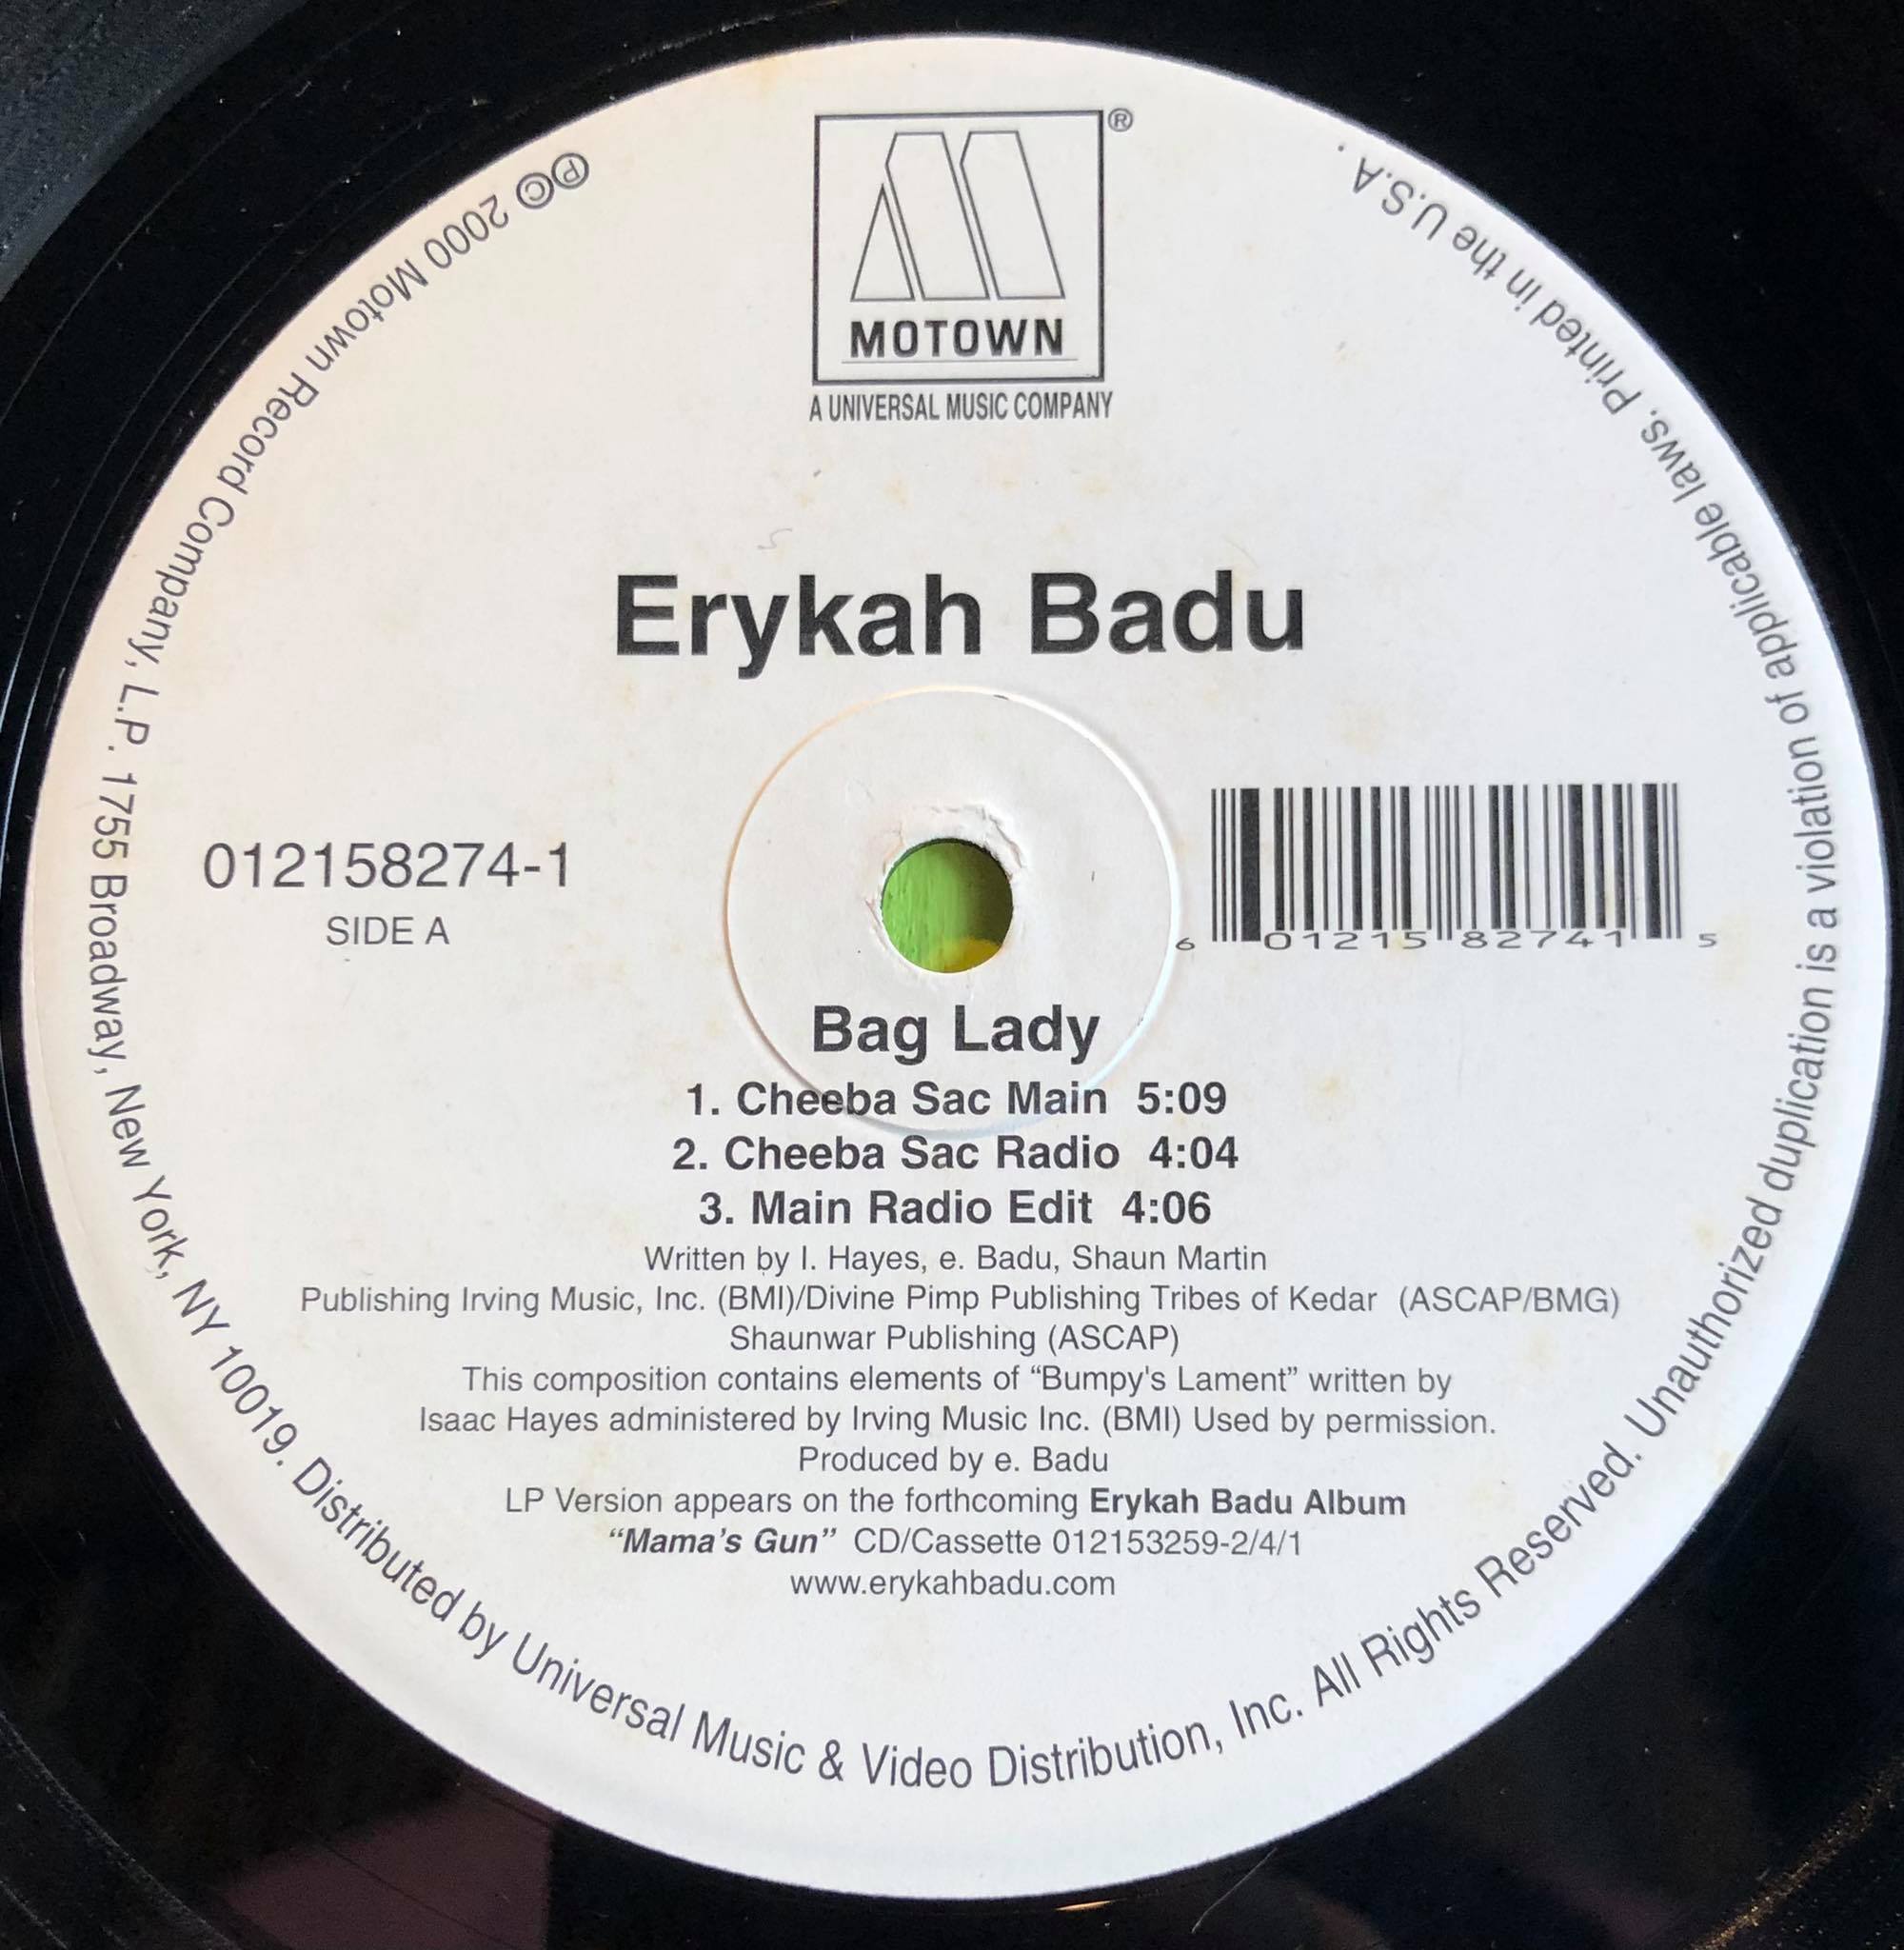 ®
MOTOWN
A UNIVERSAL MUSIC COMPANY
Erykah Badu
012158274-1
SIDE A
6 01215 82741 5
Bag Lady
1. Cheeba Sac Main 5:09
2. Cheeba Sac Radio 4:04
3. Main Radio Edit 4:06
Written by I. Hayes, e. Badu, Shaun Martin
Publishing Irving Music, Inc. (BMI)/Divine Pimp Publishing Tribes of Kedar (ASCAP/BMG)
Shaunwar Publishing (ASCAP)
This composition contains elements of “Bumpy's Lament” written by
Isaac Hayes administered by Irving Music Inc. (BMI) Used by permission.
Produced by e. Badu
LP Version appears on the forthcoming Erykah Badu Album
“Mama’s Gun” CD/Cassette 012153259-2/4/1
www.erykahbadu.com
℗© 2000 Motown Record Company, L.P. 1755 Broadway, New York, NY 10019. Distributed by Universal Music & Video Distribution, Inc. All Rights Reserved. Unauthorized duplication is a violation of applicable laws. Printed in the U.S.A .